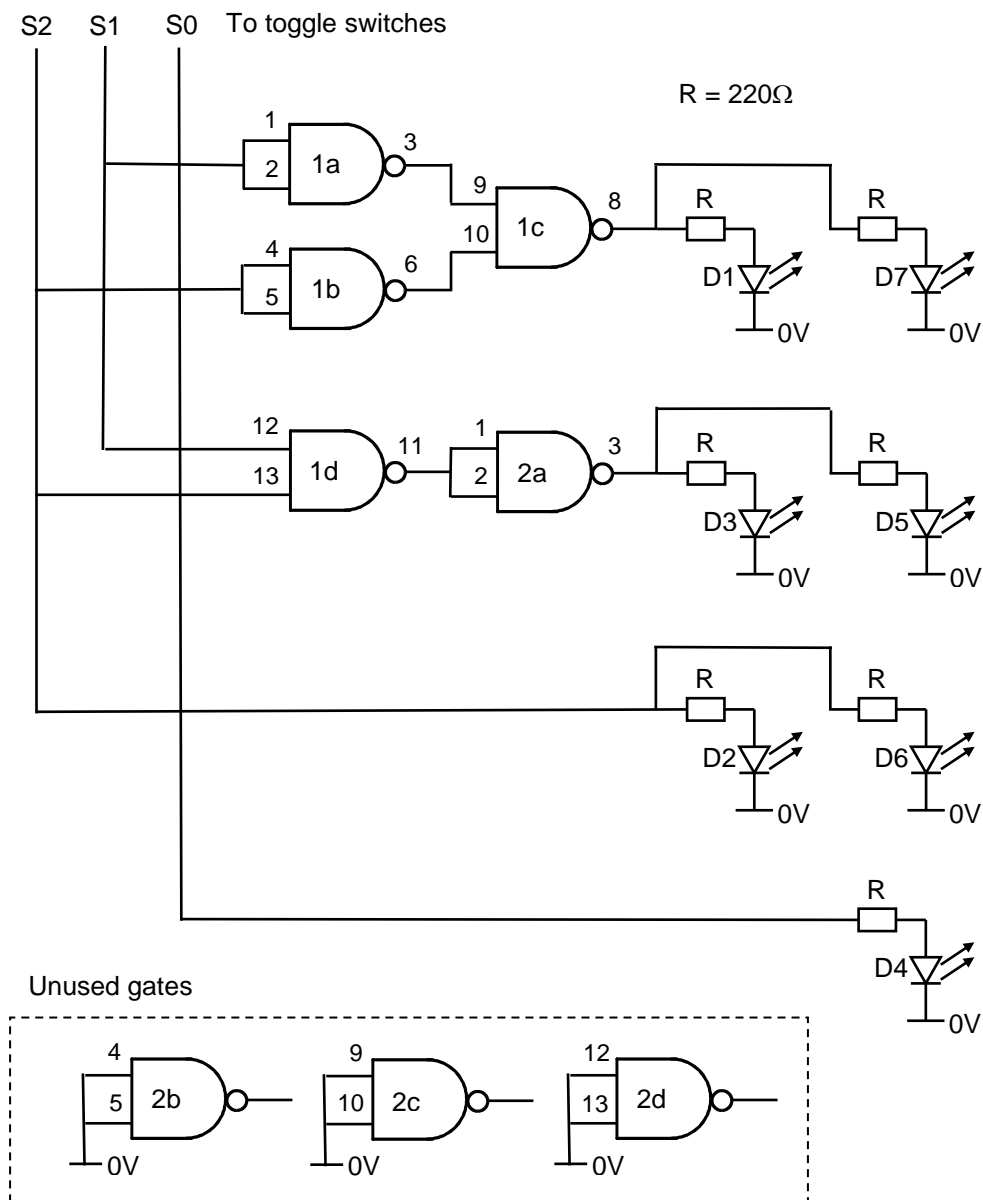 S2 S1 S0 To toggle switches
R = 220Ω
1 2 1a 3
9 10 1c 8
R R
4 5 1b 6
D1 D7
0V 0V
12 13 1d 11
1 2 2a 3
R R
D3 D5
0V 0V
R R
D2 D6
0V 0V
R
D4
0V
Unused gates
4 5 2b
9 10 2c
12 13 2d
0V 0V 0V